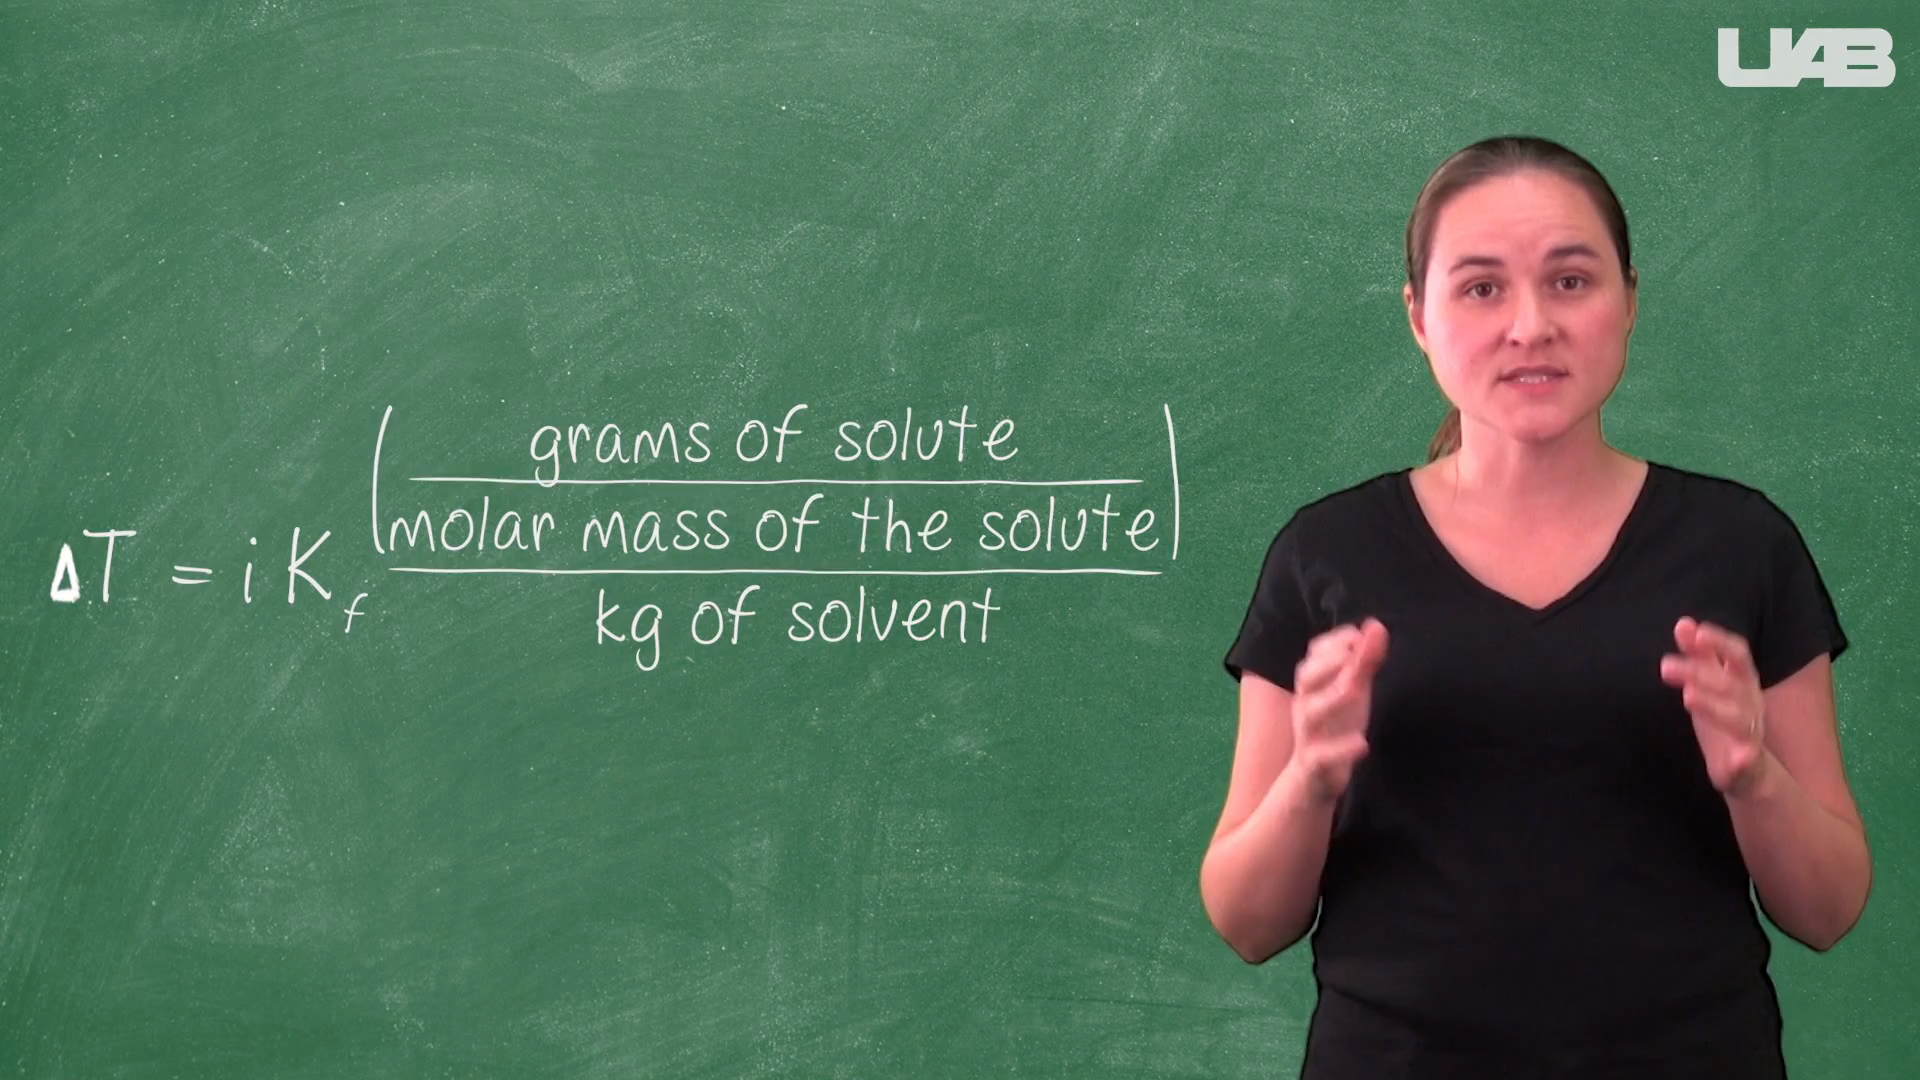 UAB
grams of solute
molar mass of the solute
ΔT = i K_f
kg of solvent